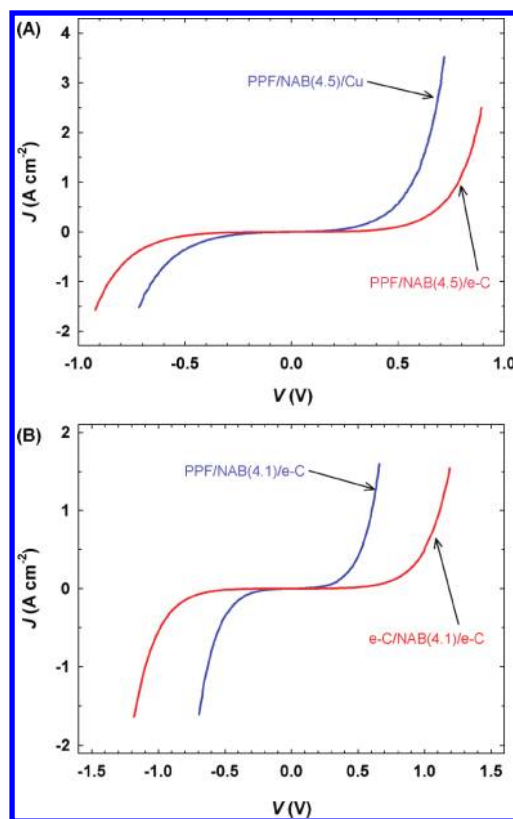 (A)
4
3
2
1
0
-1
-2
J (A cm-2)
PPF/NAB(4.5)/Cu
PPF/NAB(4.5)/e-C
-1.0 -0.5 0.0 0.5 1.0
V (V)
(B)
2
1
0
-1
-2
J (A cm-2)
PPF/NAB(4.1)/e-C
e-C/NAB(4.1)/e-C
-1.5 -1.0 -0.5 0.0 0.5 1.0 1.5
V (V)